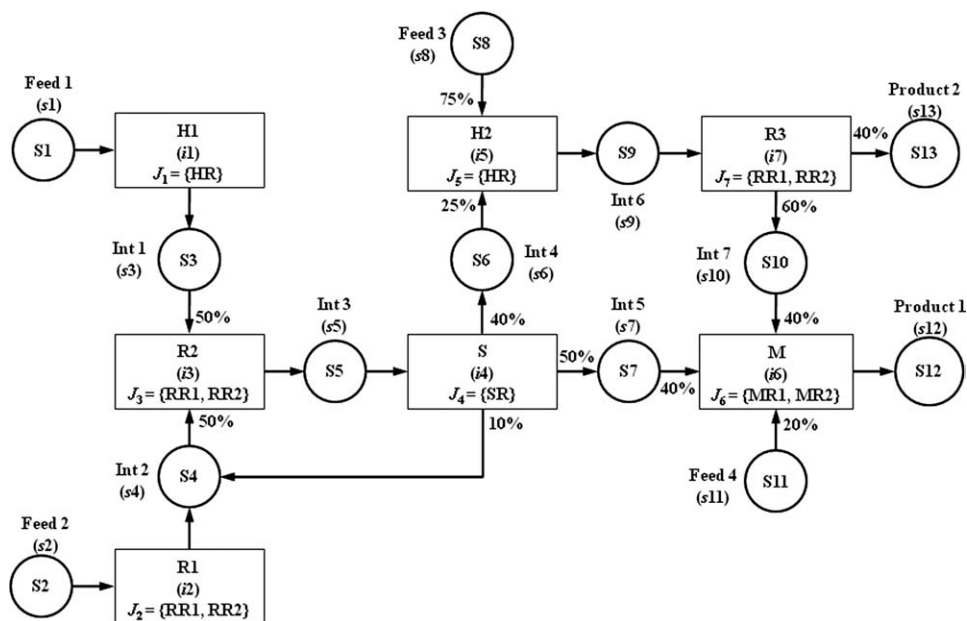 Feed 3
(s8)
S8
75%
Feed 1
(s1)
S1
H1
(i1)
J1 = {HR}
H2
(i5)
J5 = {HR}
25%
S9
Int 6
(s9)
R3
(i7)
J7 = {RR1, RR2}
40%
60%
Product 2
(s13)
S13
Int 1
(s3)
S3
50%
S6
Int 4
(s6)
40%
Int 7
(s10)
S10
40%
R2
(i3)
J3 = {RR1, RR2}
50%
Int 3
(s5)
S5
S
(i4)
J4 = {SR}
50%
10%
Int 5
(s7)
S7
40%
M
(i6)
J6 = {MR1, MR2}
20%
Product 1
(s12)
S12
Int 2
(s4)
S4
Feed 4
(s11)
S11
Feed 2
(s2)
S2
R1
(i2)
J2 = {RR1, RR2}